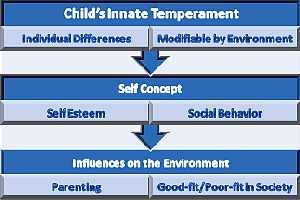 Child's Innate Temperament
Individual Differences Modifiable by Environment
Self Concept
Self Esteem Social Behavior
Influences on the Environment
Parenting Good-fit/Poor-fit in Society